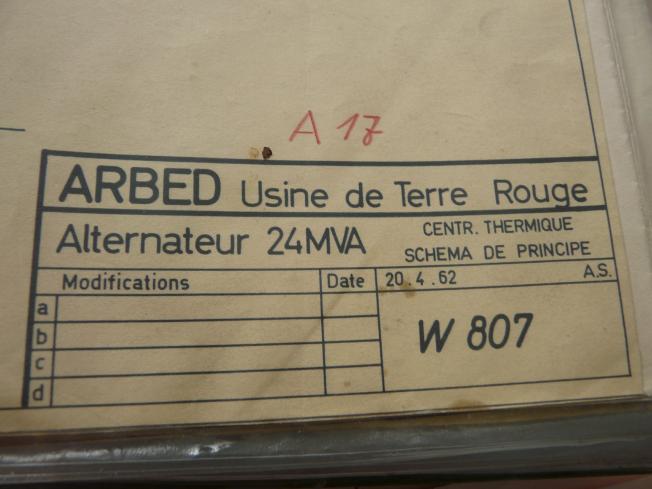 A 17
ARBED Usine de Terre Rouge
Alternateur 24MVA
CENTR. THERMIQUE
SCHEMA DE PRINCIPE
Modifications Date 20.4.62 A.S.
a
b
c
d
W 807